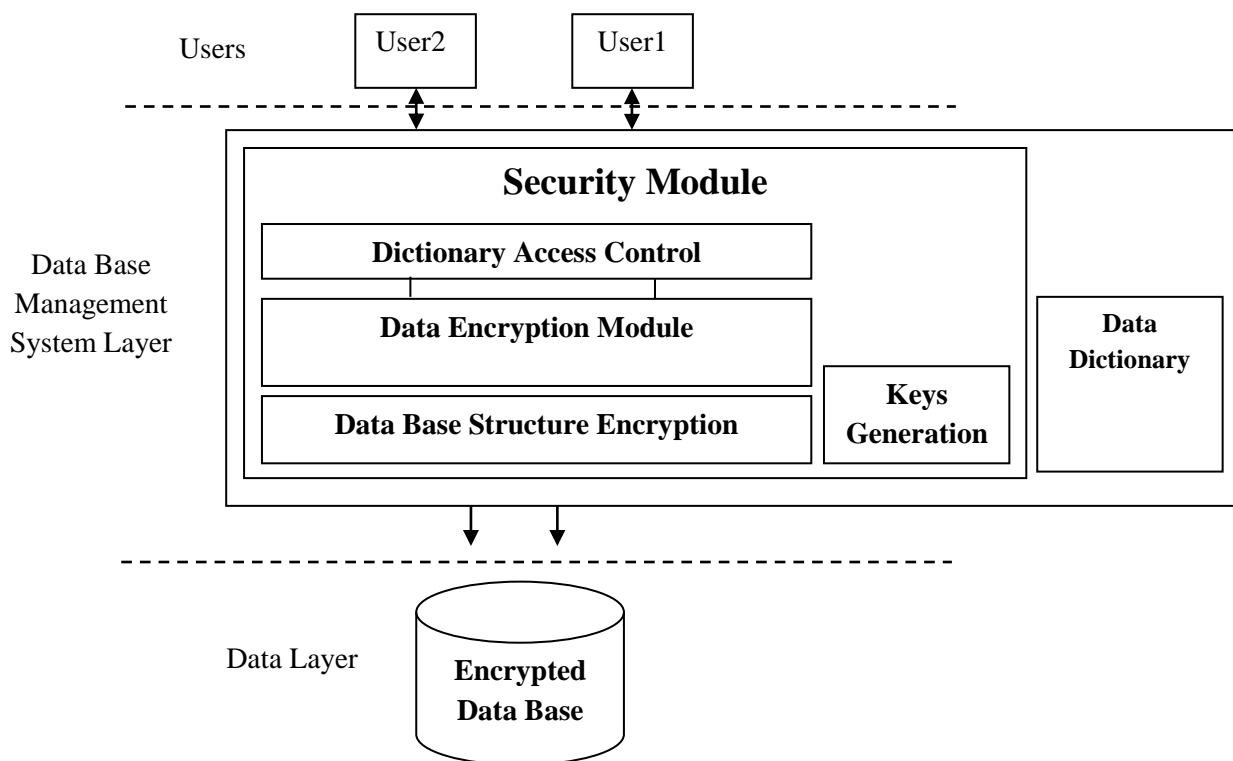 Users
User2
User1
Security Module
Dictionary Access Control
Data Encryption Module
Data Base Structure Encryption
Keys
Generation
Data
Dictionary
Data Base
Management
System Layer
Data Layer
Encrypted
Data Base